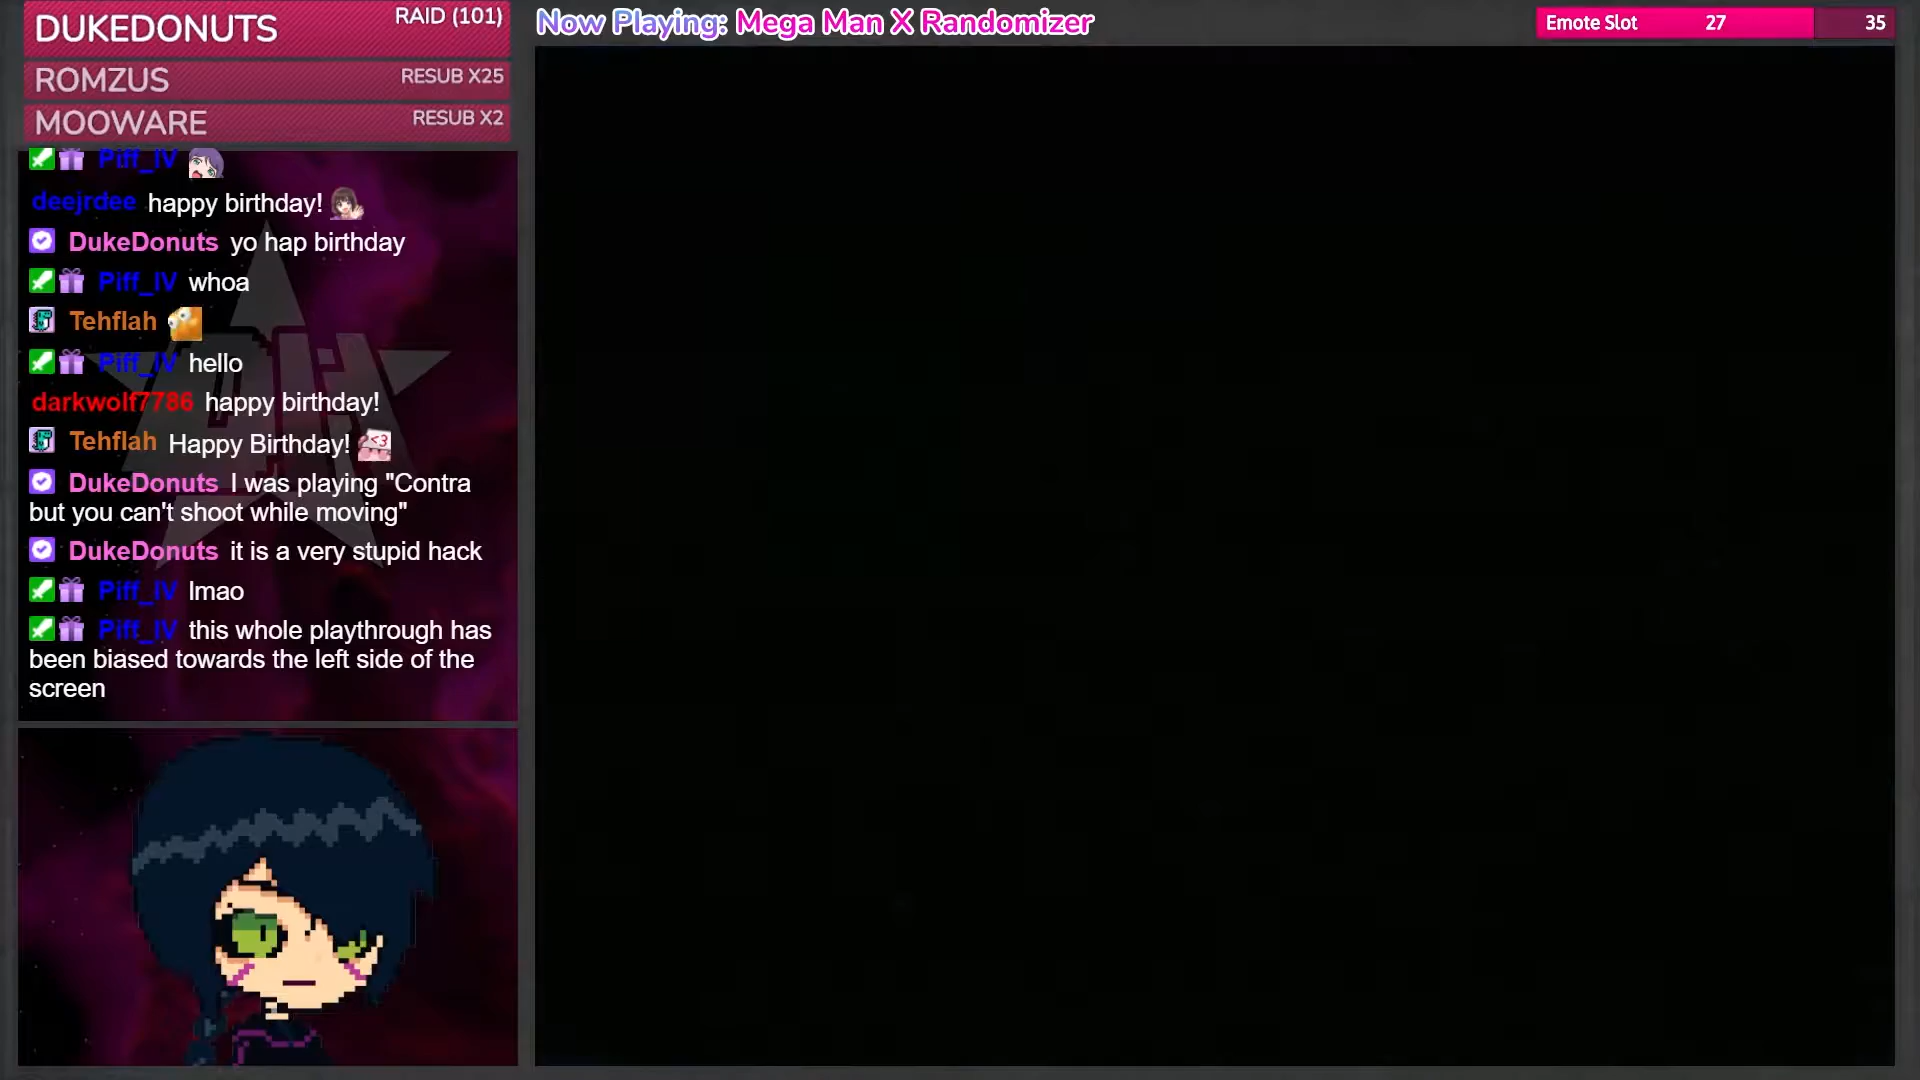 DUKEDONUTS RAID (101)
ROMZUS RESUB X25
MOOWARE RESUB X2
Now Playing: Mega Man X Randomizer
Emote Slot 27 35
Piff_IV
deejrdee happy birthday!
DukeDonuts yo hap birthday
Piff_IV whoa
Tehflah
Piff_IV hello
darkwolf7786 happy birthday!
Tehflah Happy Birthday! <3
DukeDonuts I was playing "Contra
but you can't shoot while moving"
DukeDonuts it is a very stupid hack
Piff_IV lmao
Piff_IV this whole playthrough has
been biased towards the left side of the
screen